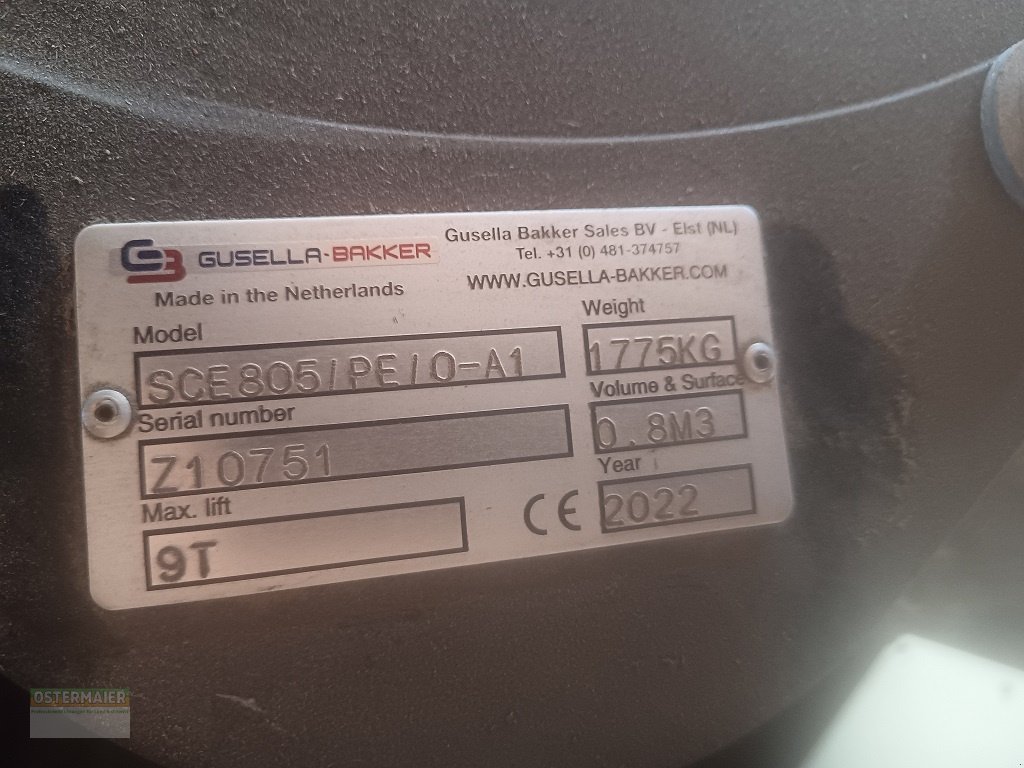 GB GUSELLA-BAKKER
Gusella Bakker Sales BV - Elst (NL)
Tel. +31 (0) 481-374757
WWW.GUSELLA-BAKKER.COM
Made in the Netherlands
Model
SCE805/PE/0-A1
Weight
1775KG
Serial number
Z10751
Volume & Surface
0.8M3
Max. lift
9T
CE
Year
2022
OSTERMAIER